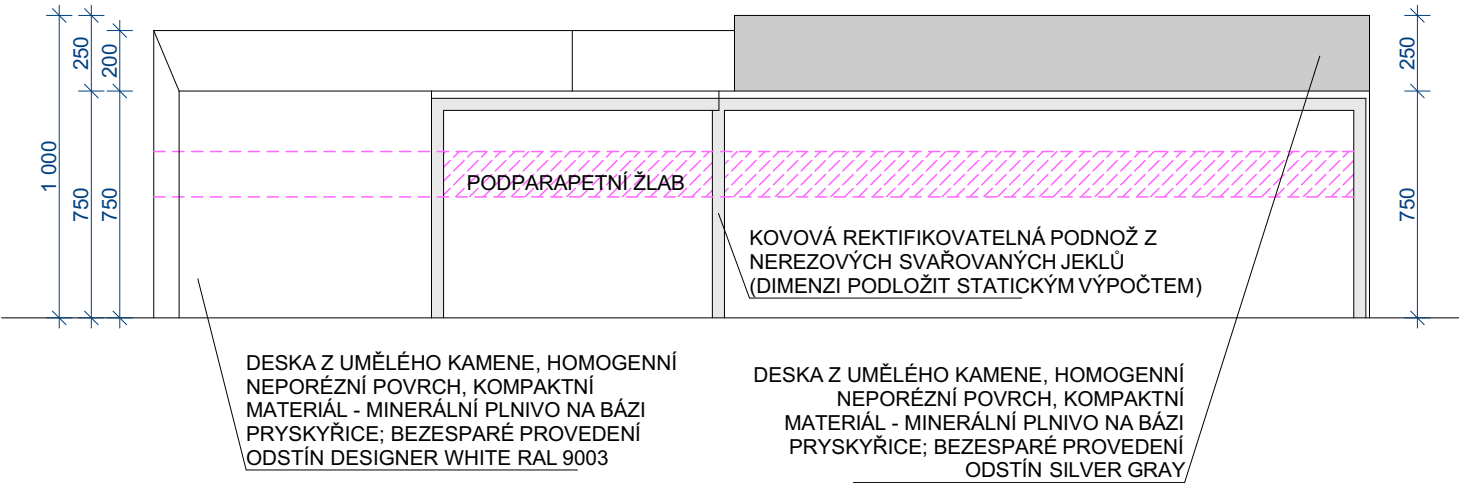 250
200
250
1 000
750
750
750
PODPARAPETNÍ ŽLAB
KOVOVÁ REKTIFIKOVATELNÁ PODNOŽ Z
NEREZOVÝCH SVAŘOVANÝCH JEKLŮ
(DIMENZI PODLOŽIT STATICKÝM VÝPOČTEM)
DESKA Z UMĚLÉHO KAMENE, HOMOGENNÍ
NEPORÉZNÍ POVRCH, KOMPAKTNÍ
MATERIÁL - MINERÁLNÍ PLNIVO NA BÁZI
PRYSKYŘICE; BEZESPARÉ PROVEDENÍ
ODSTÍN DESIGNER WHITE RAL 9003
DESKA Z UMĚLÉHO KAMENE, HOMOGENNÍ
NEPORÉZNÍ POVRCH, KOMPAKTNÍ
MATERIÁL - MINERÁLNÍ PLNIVO NA BÁZI
PRYSKYŘICE; BEZESPARÉ PROVEDENÍ
ODSTÍN SILVER GRAY